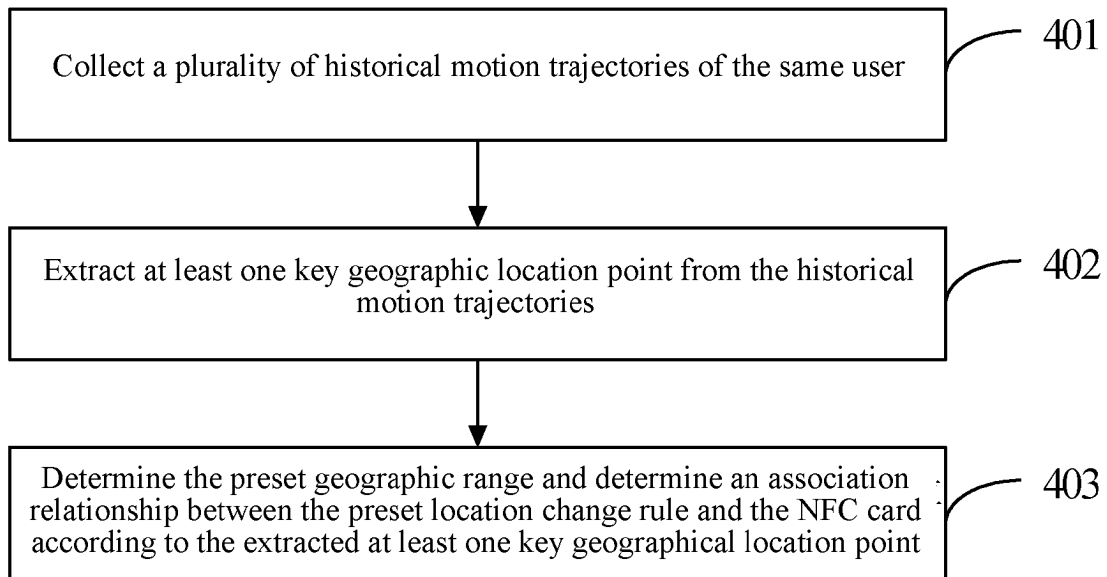 Collect a plurality of historical motion trajectories of the same user
401
Extract at least one key geographic location point from the historical
motion trajectories
402
Determine the preset geographic range and determine an association
relationship between the preset location change rule and the NFC card
according to the extracted at least one key geographical location point
403